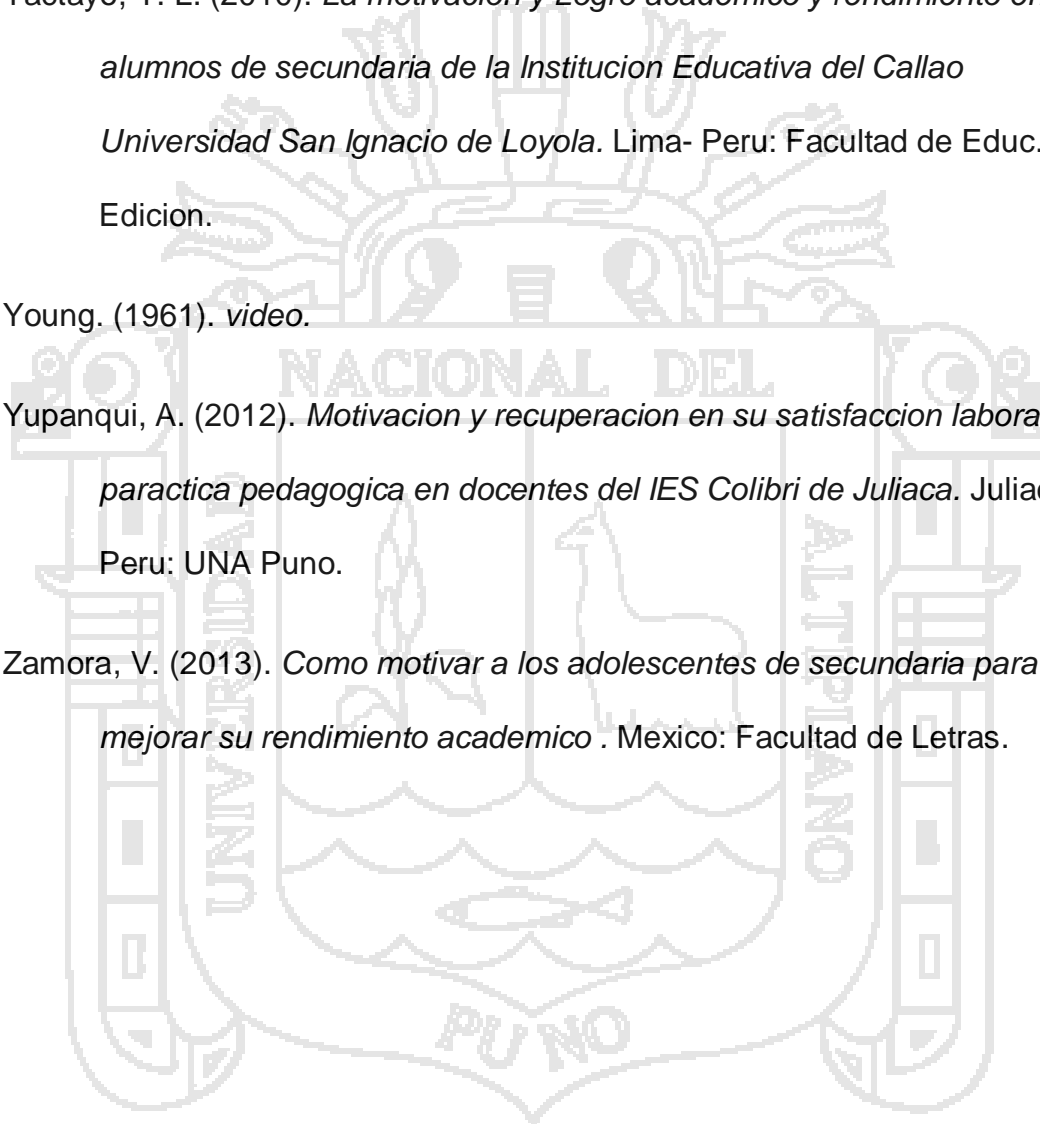 alumnos de secundaria de la Institucion Educativa del Callao
Universidad San Ignacio de Loyola. Lima- Peru: Facultad de Educ.
Edicion.
Young. (1961). video.
NACIONAL DEL
Yupanqui, A. (2012). Motivacion y recuperacion en su satisfaccion
paractica pedagogica en docentes del IES Colibri de Juliaca.
Peru: UNA Puno.
UNIVERSIDAD
ALTIPLANO
Zamora, V. (2013). Como motivar a los adolescentes de secundaria para
mejorar su rendimiento academico . Mexico: Facultad de Letras.
PUNO